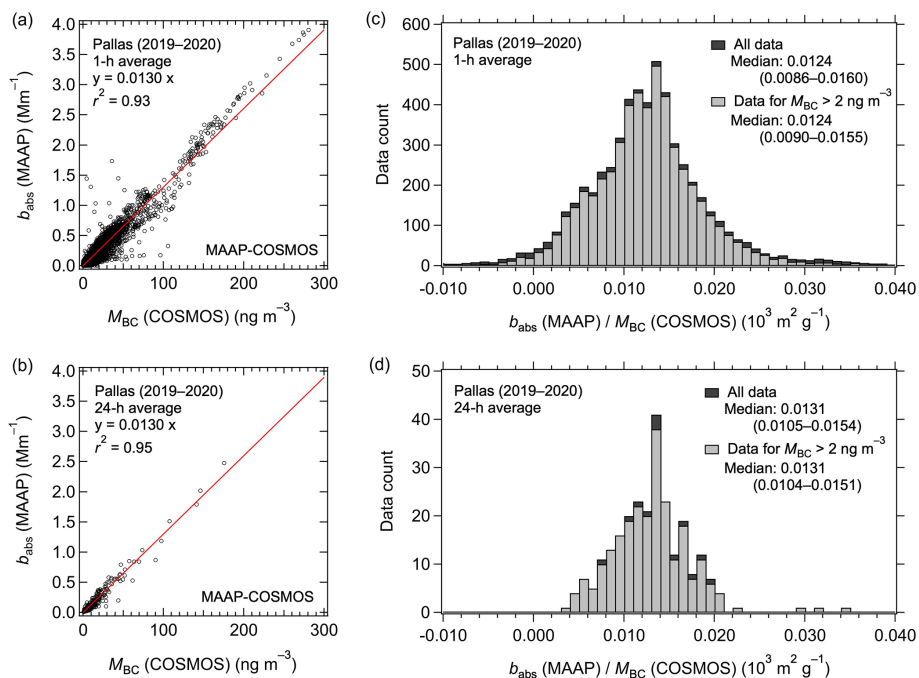 (a)
Pallas (2019–2020)
1-h average
y = 0.0130 x
r² = 0.93
MAAP-COSMOS
4.0
3.5
3.0
2.5
2.0
1.5
1.0
0.5
0.0
b_abs (MAAP) (Mm⁻¹)
0 100 200 300
M_BC (COSMOS) (ng m⁻³)
(c)
Pallas (2019–2020)
1-h average
All data
Median: 0.0124
(0.0086–0.0160)
Data for M_BC > 2 ng m⁻³
Median: 0.0124
(0.0090–0.0155)
600
500
400
300
200
100
0
Data count
-0.010 0.000 0.010 0.020 0.030 0.040
b_abs (MAAP) / M_BC (COSMOS) (10³ m² g⁻¹)
(b)
Pallas (2019–2020)
24-h average
y = 0.0130 x
r² = 0.95
MAAP-COSMOS
4.0
3.5
3.0
2.5
2.0
1.5
1.0
0.5
0.0
b_abs (MAAP) (Mm⁻¹)
0 100 200 300
M_BC (COSMOS) (ng m⁻³)
(d)
Pallas (2019–2020)
24-h average
All data
Median: 0.0131
(0.0105–0.0154)
Data for M_BC > 2 ng m⁻³
Median: 0.0131
(0.0104–0.0151)
50
40
30
20
10
0
Data count
-0.010 0.000 0.010 0.020 0.030 0.040
b_abs (MAAP) / M_BC (COSMOS) (10³ m² g⁻¹)